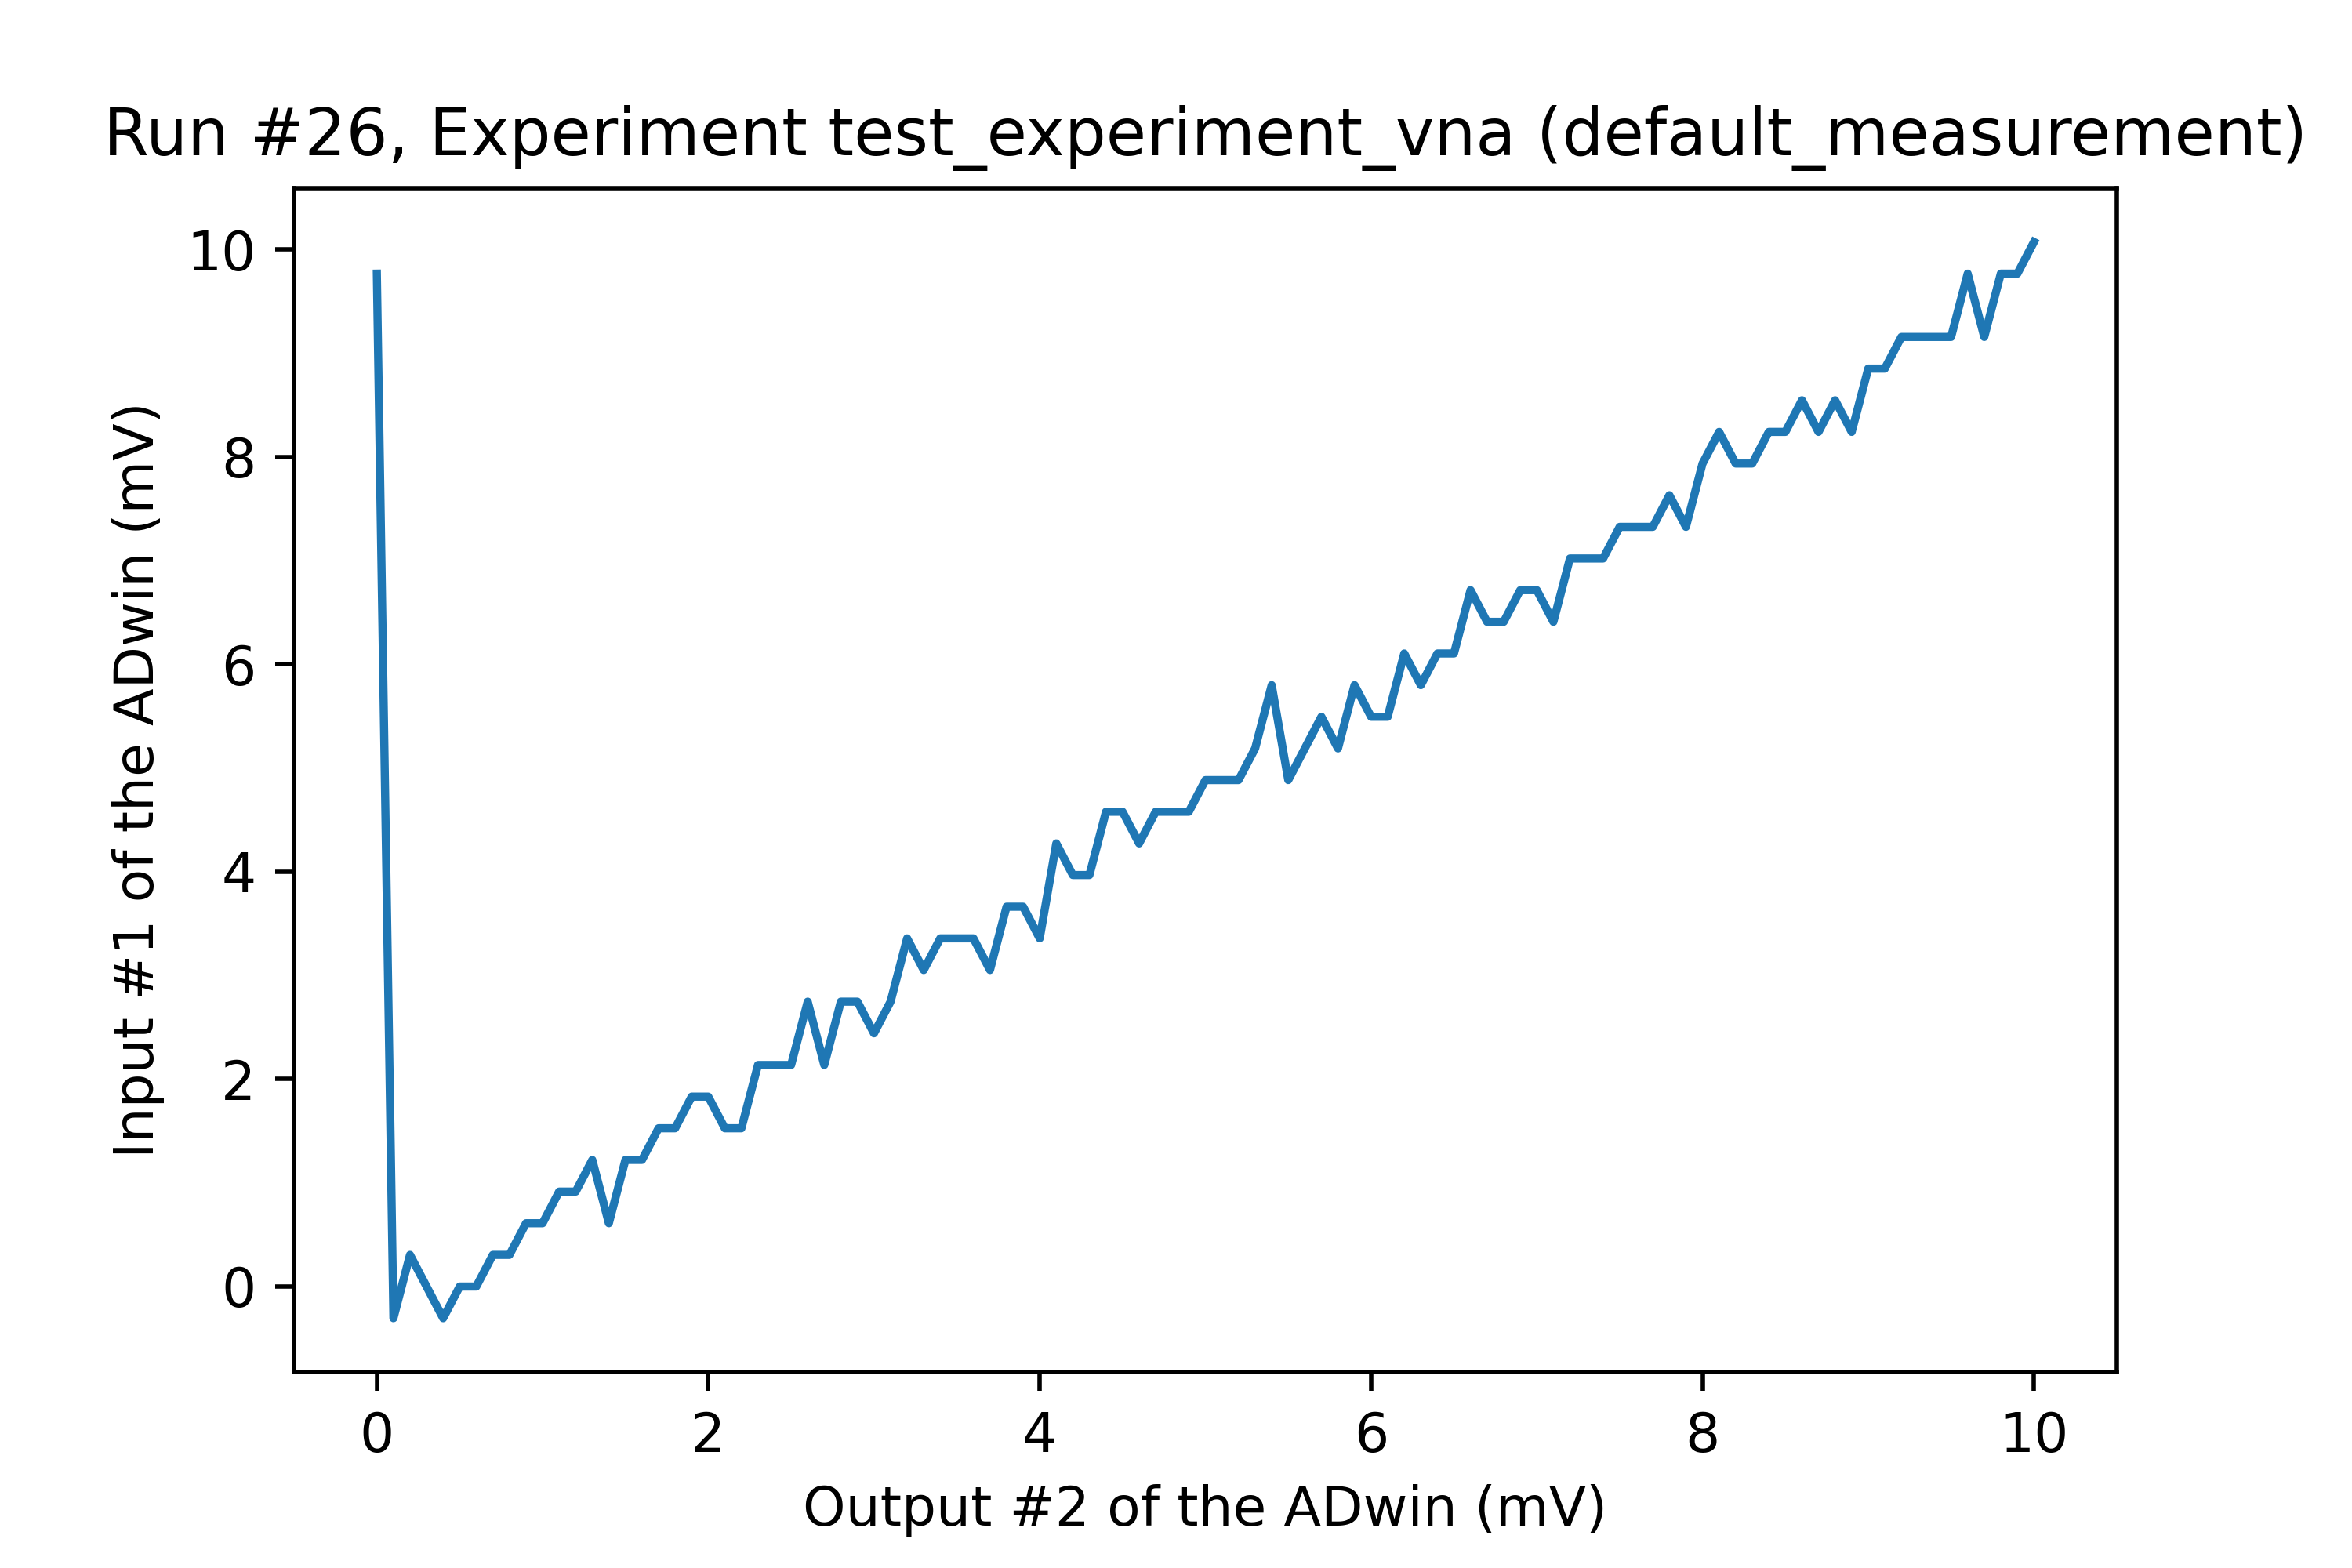 Run #26, Experiment test_experiment_vna (default_measurement)
Input #1 of the ADwin (mV)
10
8
6
4
2
0
0 2 4 6 8 10
Output #2 of the ADwin (mV)